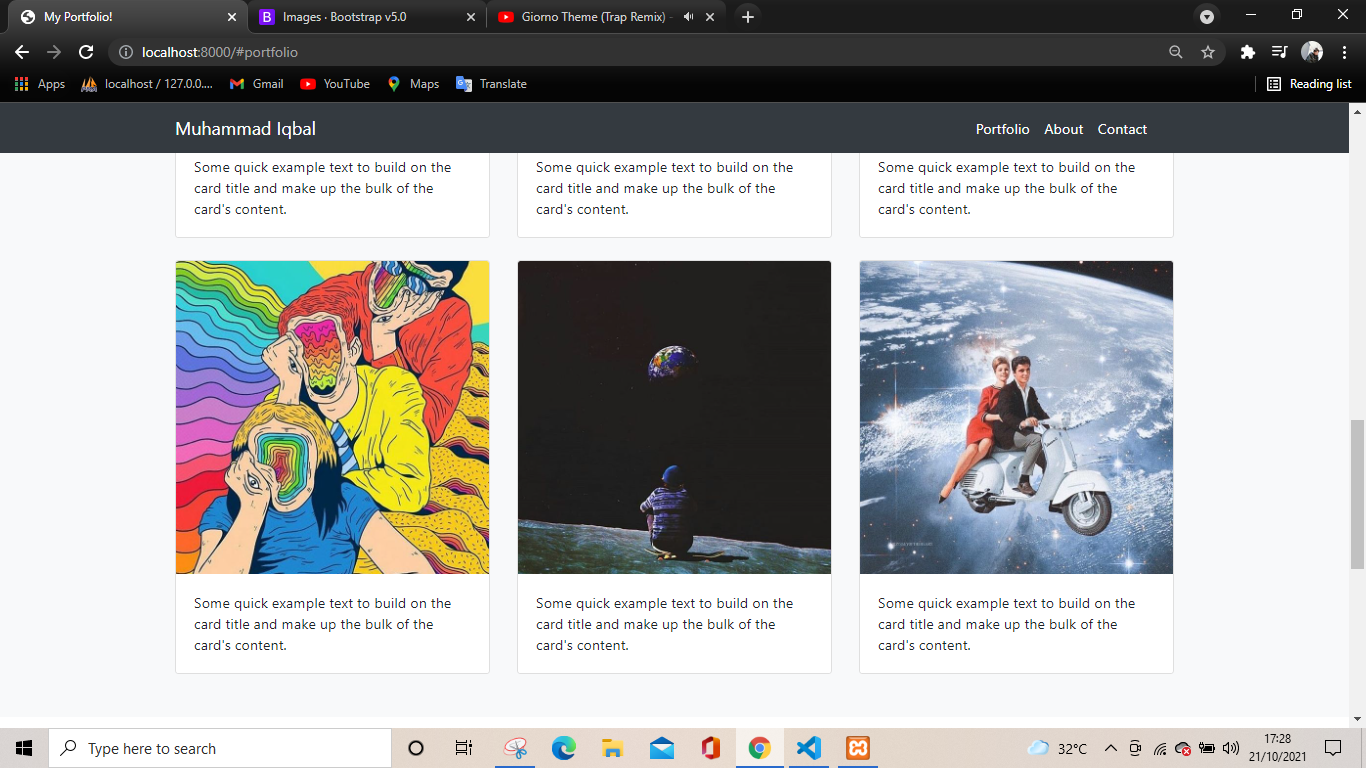 My Portfolio!
Images · Bootstrap v5.0
Giorno Theme (Trap Remix) -
localhost:8000/#portfolio
Apps
localhost / 127.0.0....
Gmail
YouTube
Maps
Translate
Reading list
Muhammad Iqbal
Portfolio
About
Contact
Some quick example text to build on the
card title and make up the bulk of the
card's content.
Some quick example text to build on the
card title and make up the bulk of the
card's content.
Some quick example text to build on the
card title and make up the bulk of the
card's content.
Some quick example text to build on the
card title and make up the bulk of the
card's content.
Some quick example text to build on the
card title and make up the bulk of the
card's content.
Some quick example text to build on the
card title and make up the bulk of the
card's content.
Type here to search
32°C
17:28
21/10/2021